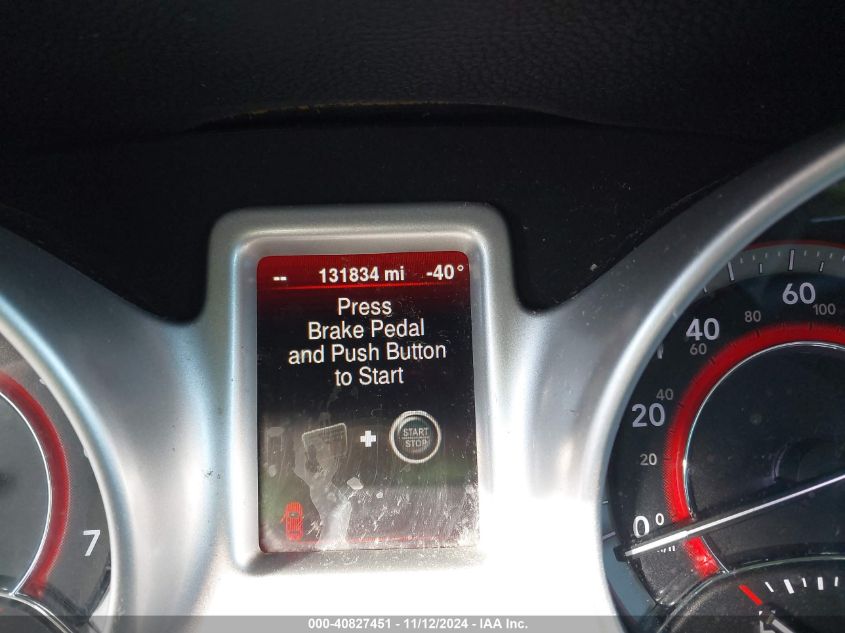 -- 131834 mi -40°
Press
Brake Pedal
and Push Button
to Start
START
STOP
7
0 20 40 60
0 20 40 60 80 100
000-40827451 - 11/12/2024 - IAA Inc.